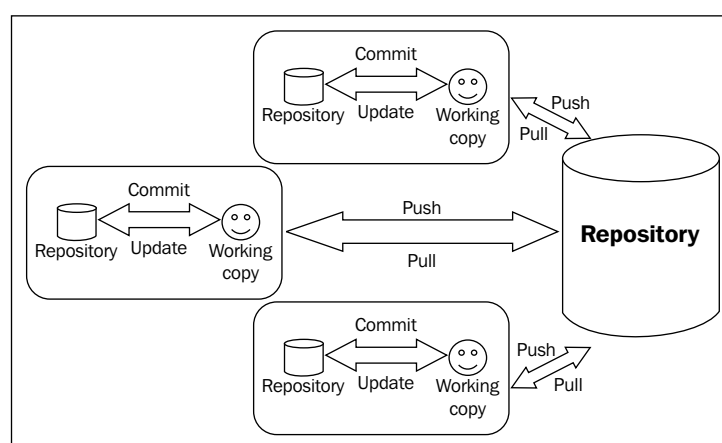 Commit
Repository
Update
Working
copy
Push
Pull
Commit
Repository
Update
Working
copy
Push
Pull
Repository
Commit
Repository
Update
Working
copy
Push
Pull